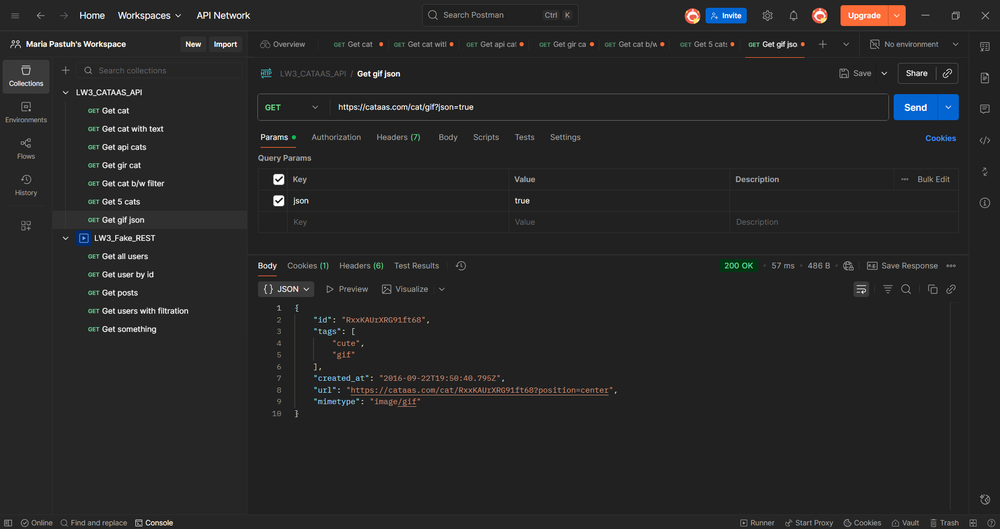 Home
Workspaces
API Network
Search Postman
Ctrl K
Invite
Upgrade
Maria Pastuh's Workspace
New
Import
Overview
GET Get cat
GET Get cat witl
GET Get api cat
GET Get gir ca
GET Get cat b/w
GET Get 5 cats
GET Get gif jso
No environment
Collections
Search collections
Environments
Flows
History
LW3_CATAAS_API
GET Get cat
GET Get cat with text
GET Get api cats
GET Get gir cat
GET Get cat b/w filter
GET Get 5 cats
GET Get gif json
LW3_Fake_REST
GET Get all users
GET Get user by id
GET Get posts
GET Get users with filtration
GET Get something
HTTP LW3_CATAAS_API / Get gif json
Save
Share
GET
https://cataas.com/cat/gif?json=true
Send
Params
Authorization
Headers (7)
Body
Scripts
Tests
Settings
Cookies
Query Params
Key Value Description Bulk Edit
json true
Key Value Description
Body
Cookies (1)
Headers (6)
Test Results
200 OK
57 ms
486 B
e.g. Save Response
{} JSON
Preview
Visualize
1 {
2 "id": "RxxKAUrXRG91ft68",
3 "tags": [
4 "cute",
5 "gif"
6 ],
7 "created_at": "2016-09-22T19:50:40.795Z",
8 "url": "https://cataas.com/cat/RxxKAUrXRG91ft68?position=center",
9 "mimetype": "image/gif"
10 }
Online
Find and replace
Console
Runner
Start Proxy
Cookies
Vault
Trash